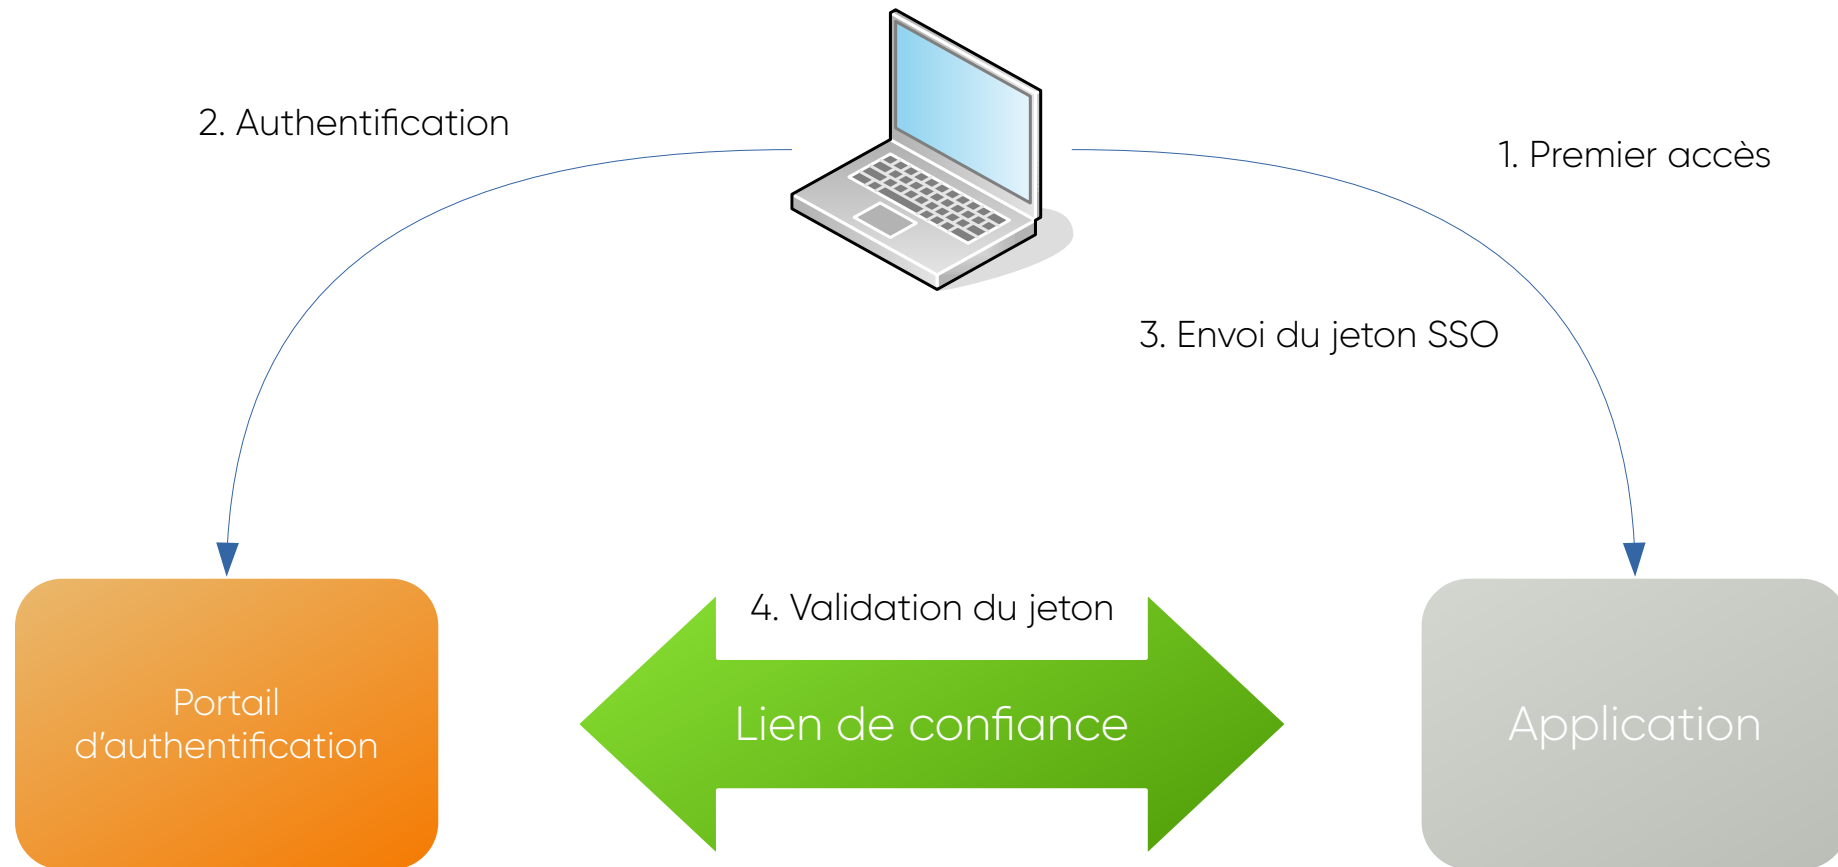 2. Authentification
1. Premier accès
3. Envoi du jeton SSO
4. Validation du jeton
Portail
d’authentification
Lien de confiance
Application